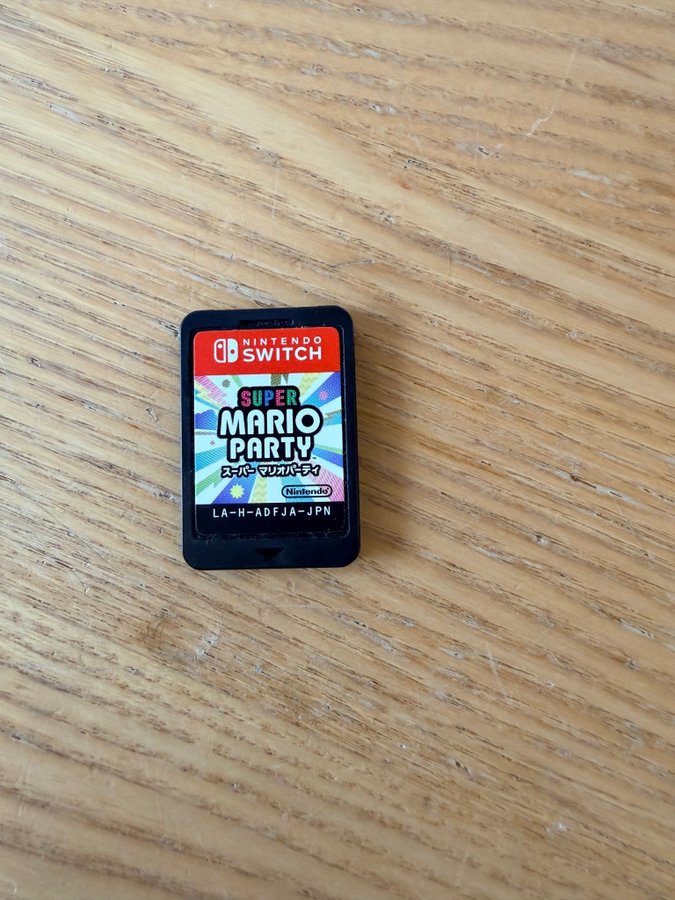 NINTENDO
SWITCH
SUPER
MARIO
PARTY™
スーパー マリオパーティ
Nintendo
LA-H-ADFJA-JPN